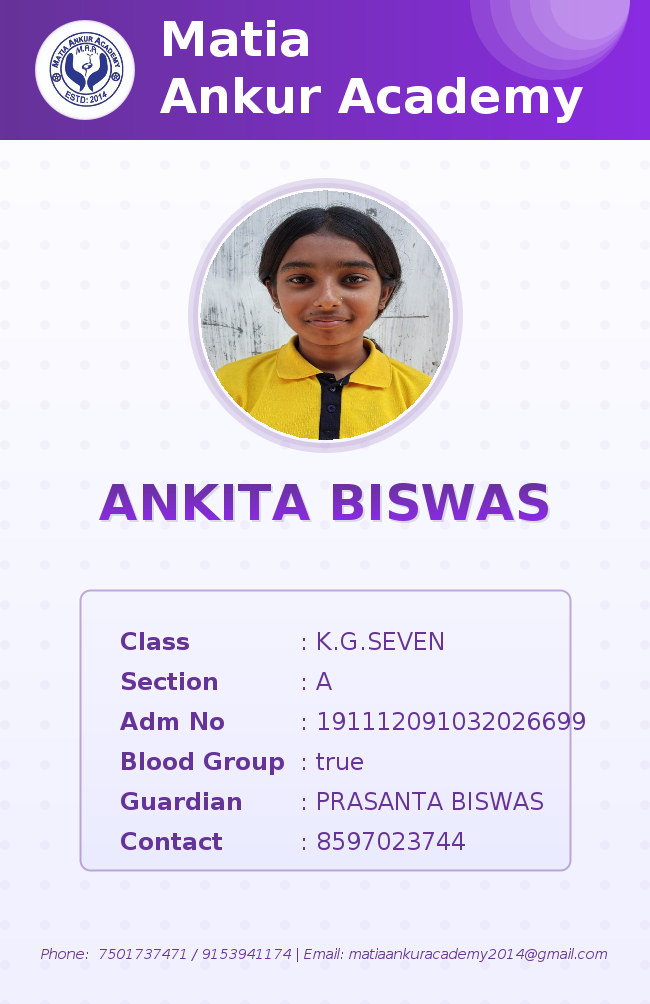 MATIA ANKUR ACADEMY
M.A.A.
ESTD: 2014
Matia
Ankur Academy
ANKITA BISWAS
Class : K.G.SEVEN
Section : A
Adm No : 191112091032026699
Blood Group : true
Guardian : PRASANTA BISWAS
Contact : 8597023744
Phone: 7501737471 / 9153941174 | Email: matiaankuracademy2014@gmail.com